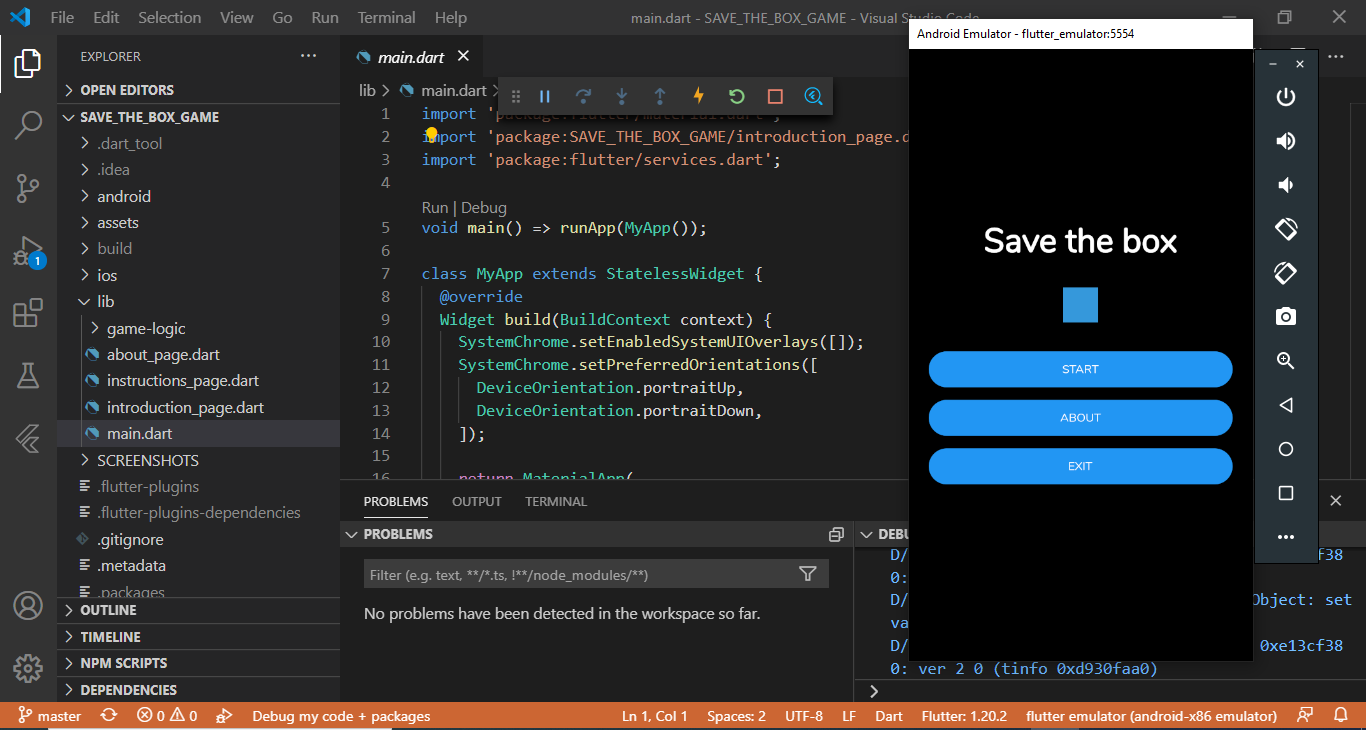 File Edit Selection View Go Run Terminal Help
main.dart - SAVE_THE_BOX_GAME - Visual Studio Code
EXPLORER
OPEN EDITORS
SAVE_THE_BOX_GAME
.dart_tool
.idea
android
assets
build
ios
lib
game-logic
about_page.dart
instructions_page.dart
introduction_page.dart
main.dart
SCREENSHOTS
.flutter-plugins
.flutter-plugins-dependencies
.gitignore
.metadata
.packages
OUTLINE
TIMELINE
NPM SCRIPTS
DEPENDENCIES
1
main.dart
lib > main.dart >
1 import 'package:flutter/material.dart';
2 import 'package:SAVE_THE_BOX_GAME/introduction_page.d
3 import 'package:flutter/services.dart';
4
Run | Debug
5 void main() => runApp(MyApp());
6
7 class MyApp extends StatelessWidget {
8 @override
9 Widget build(BuildContext context) {
10 SystemChrome.setEnabledSystemUIOverlays([]);
11 SystemChrome.setPreferredOrientations([
12 DeviceOrientation.portraitUp,
13 DeviceOrientation.portraitDown,
14 ]);
15
16 return MaterialApp(
PROBLEMS OUTPUT TERMINAL
PROBLEMS
Filter (e.g. text, **/*.ts, !**/node_modules/**)
No problems have been detected in the workspace so far.
DEBU
D/ cf38
0:
D/ Object: set
va
D/ 0xe13cf38
0: ver 2 0 (tinfo 0xd930faa0)
Android Emulator - flutter_emulator:5554
Save the box
START
ABOUT
EXIT
master 0 0 Debug my code + packages Ln 1, Col 1 Spaces: 2 UTF-8 LF Dart Flutter: 1.20.2 flutter emulator (android-x86 emulator)